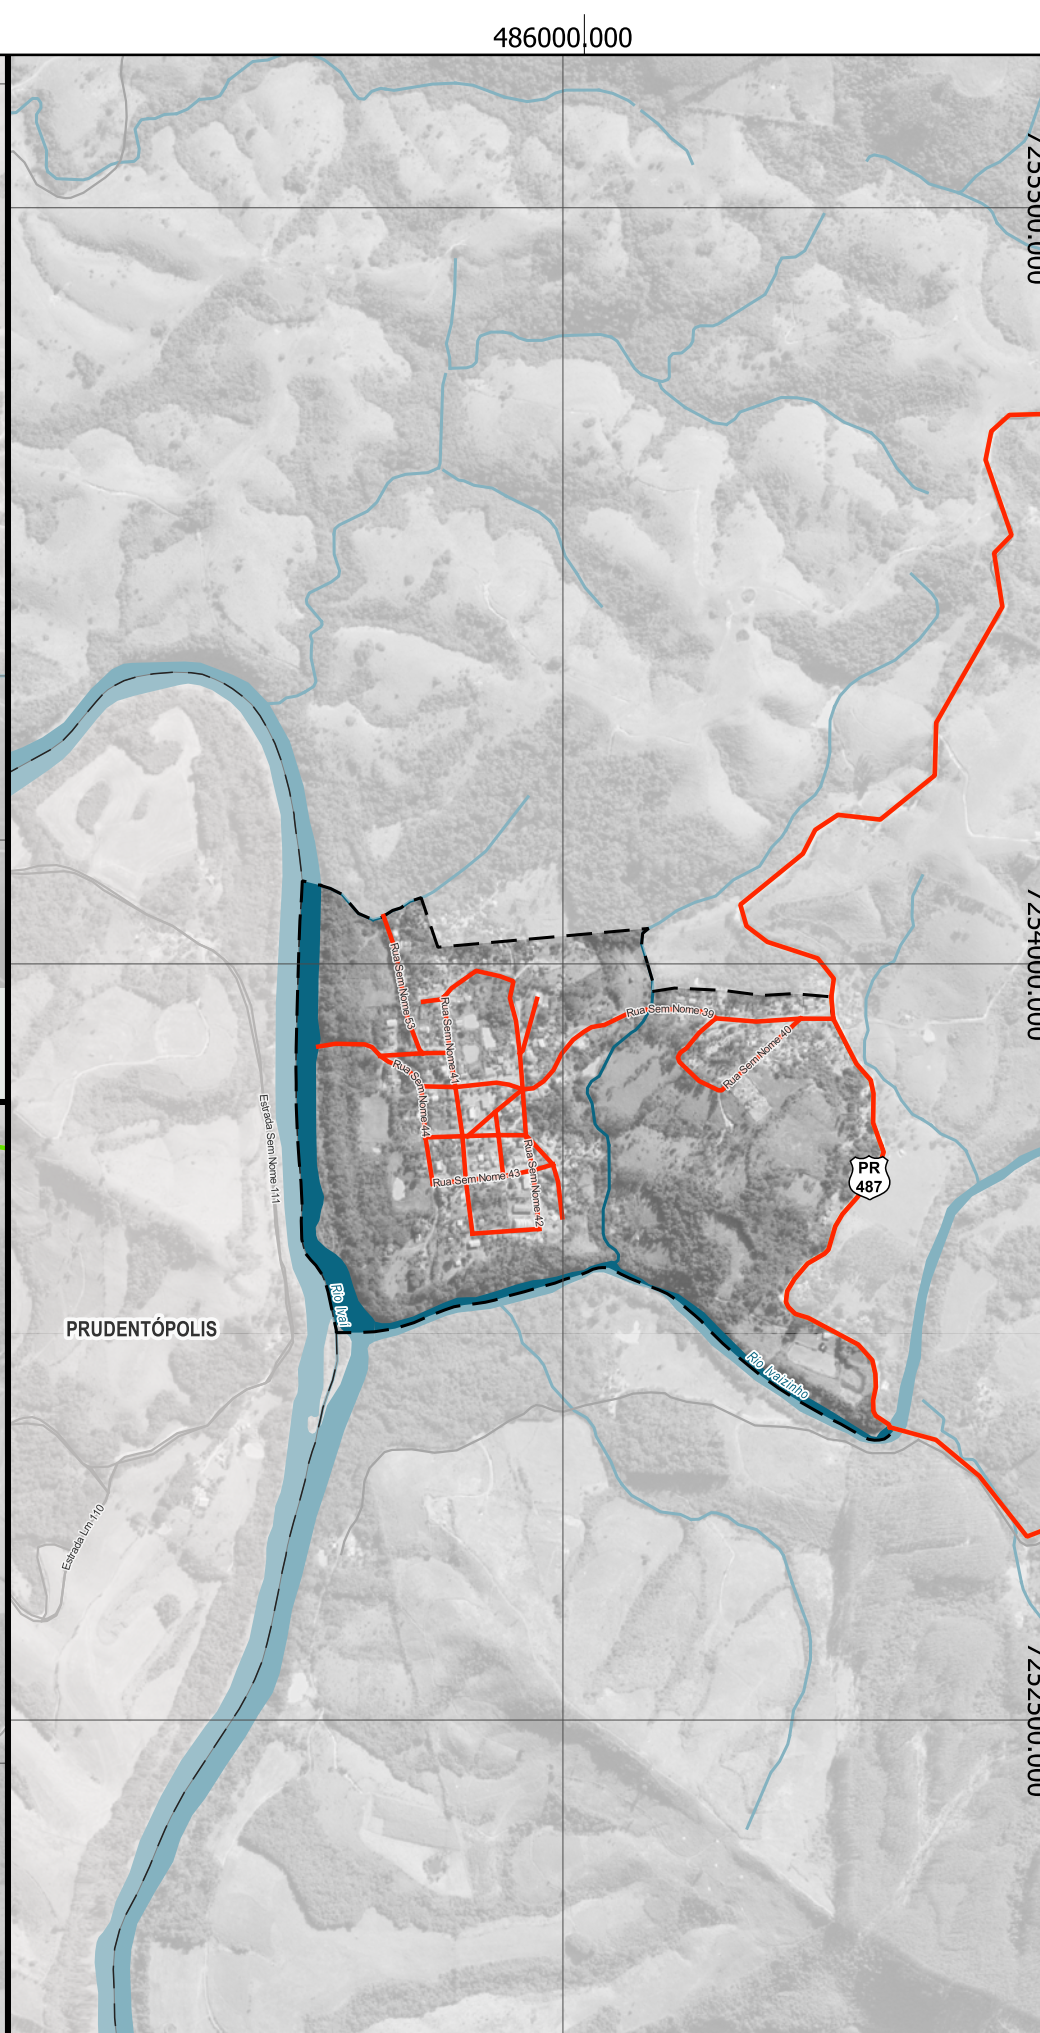 486000.000
7255500.000
7254000.000
Rua Sem Nome 53
Rua Sem Nome 41
Rua Sem Nome 39
Rua Sem Nome 40
Rua Sem Nome 44
Estrada Sem Nome 111
Rua Sem Nome 43
Rua Sem Nome 42
PR
487
Rio Ivaí
PRUDENTÓPOLIS
Rio Ivaizinho
Estrada Lm 110
7252500.000